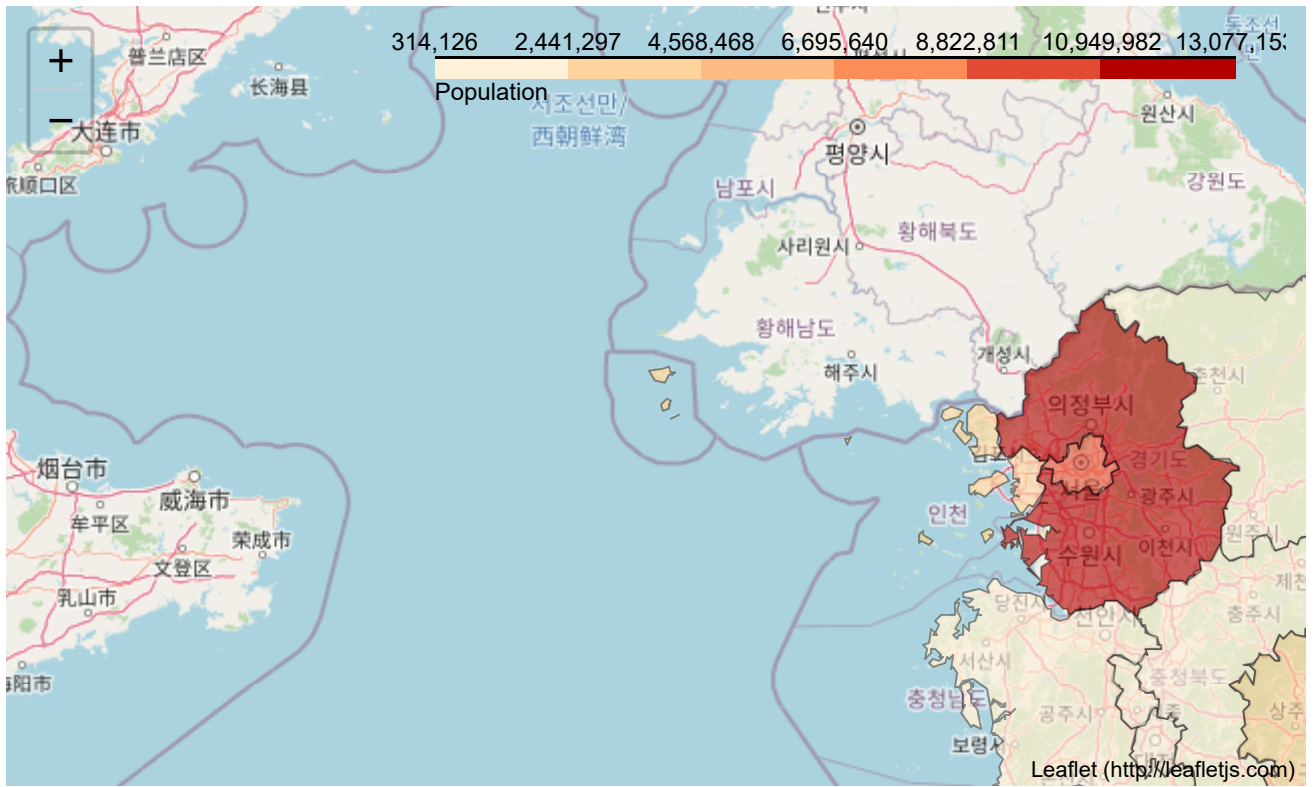 +
−
314,126 2,441,297 4,568,468 6,695,640 8,822,811 10,949,982
Population
普兰店区
长海县
大连市
서조선만/
西朝鲜湾
동조선
원산시
평양시
강원도
남포시
황해북도
사리원시
황해남도
개성시
해주시
춘천시
의정부시
烟台市
경기도
威海市
서울
광주시
인천
牟平区
荣成市
원주시
수원시
이천시
文登区
乳山市
당진시
충주시
천안시
서산시
충청북도
충청남도
공주시
상주
보령시
Leaflet (http://leafletjs.com)